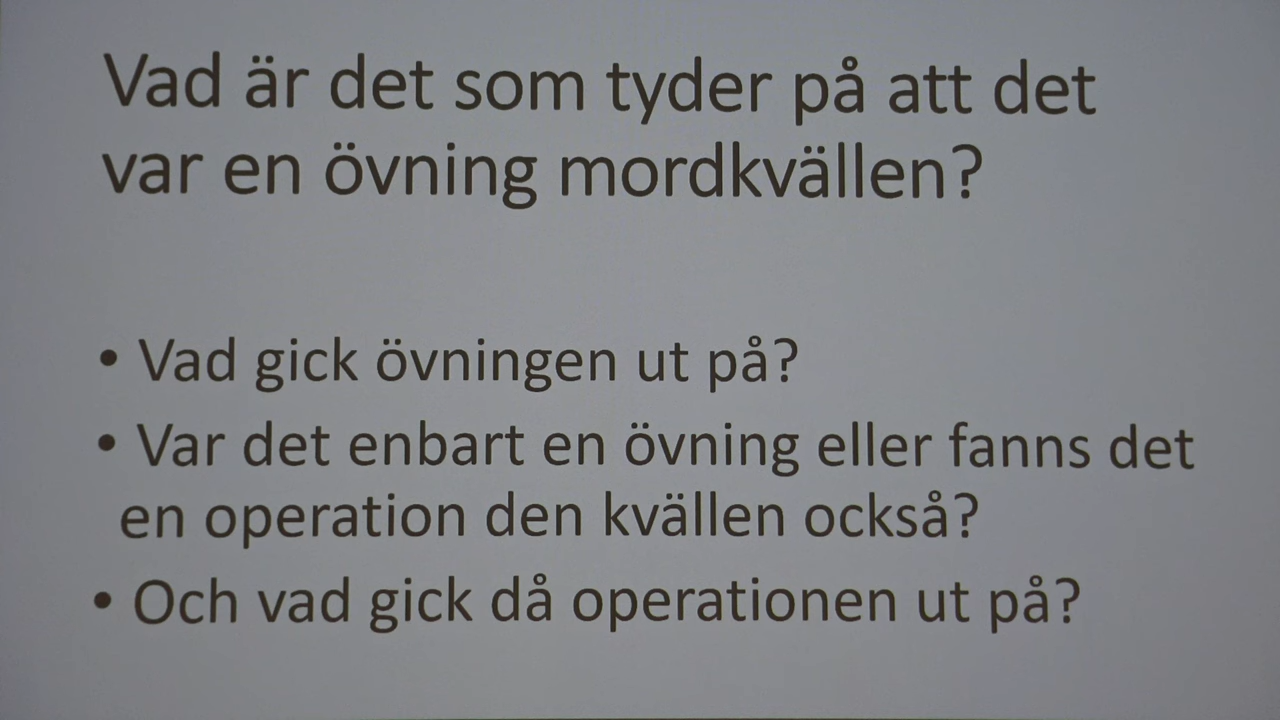 Vad är det som tyder på att det
var en övning mordkvällen?
• Vad gick övningen ut på?
• Var det enbart en övning eller fanns det
en operation den kvällen också?
• Och vad gick då operationen ut på?